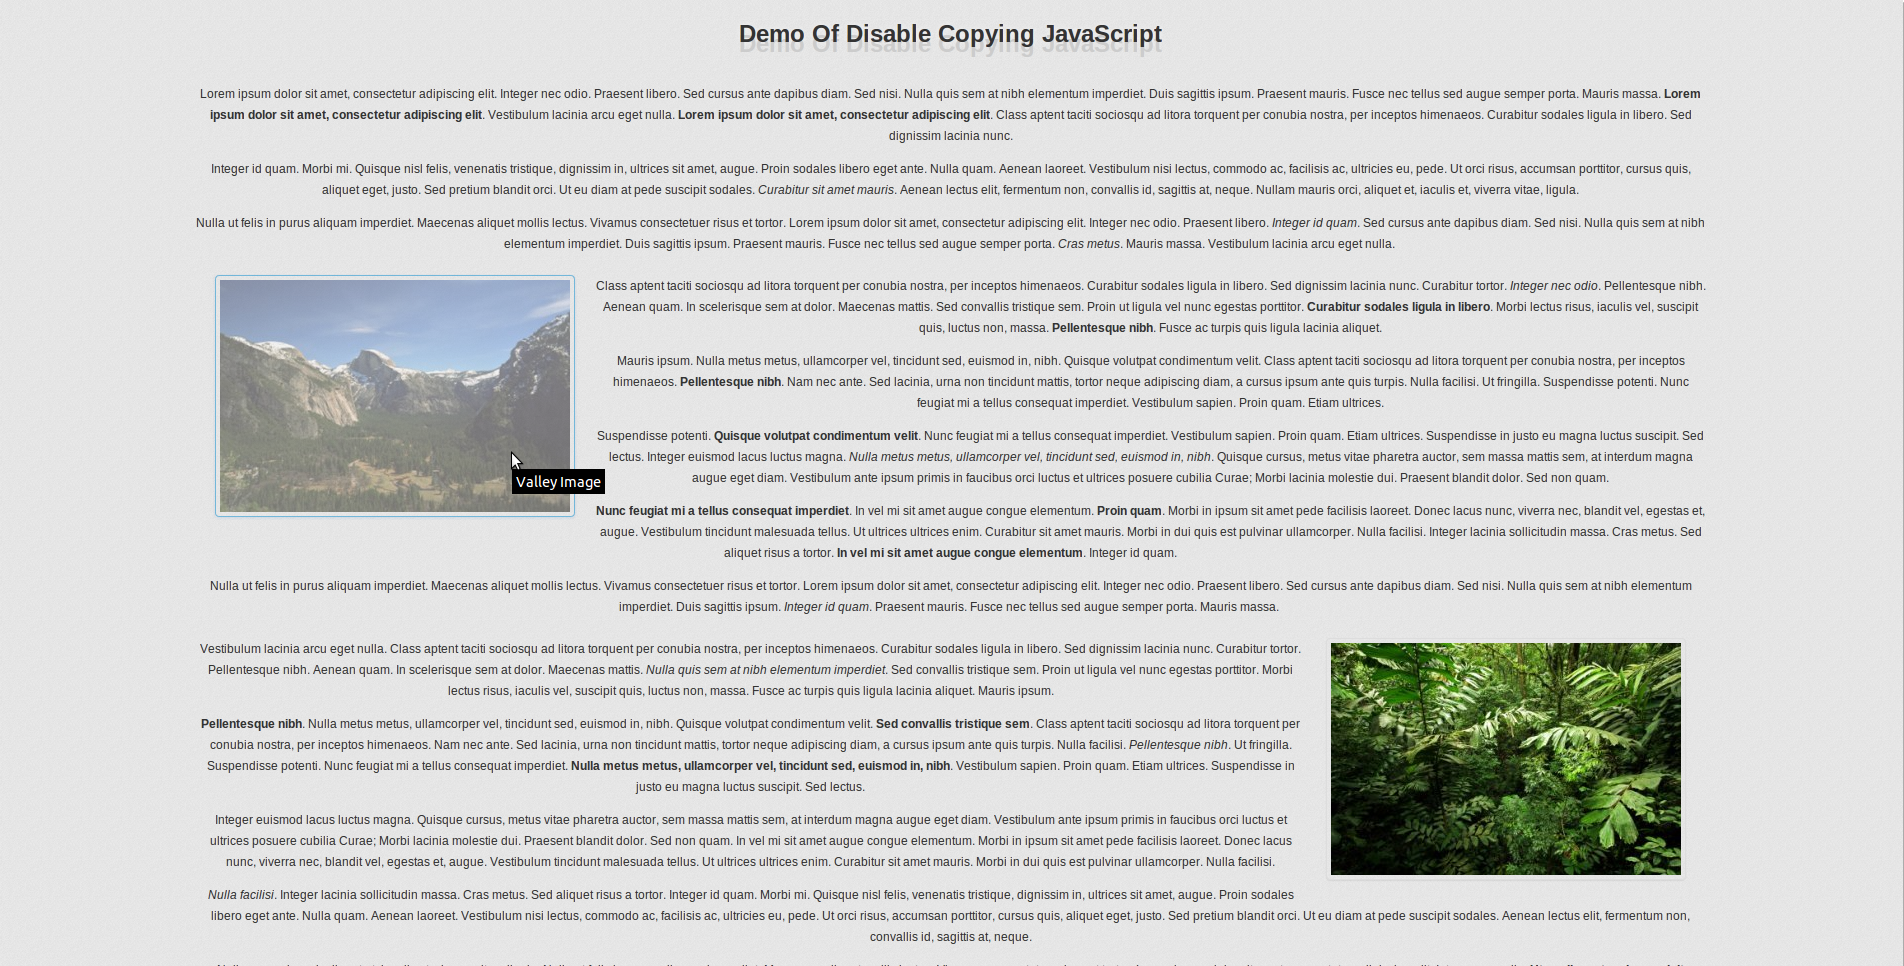 Demo Of Disable Copying JavaScript
Lorem ipsum dolor sit amet, consectetur adipiscing elit. Integer nec odio. Praesent libero. Sed cursus ante dapibus diam. Sed nisi. Nulla quis sem at nibh elementum imperdiet. Duis sagittis ipsum. Praesent mauris. Fusce nec tellus sed augue semper porta. Mauris massa. Lorem
ipsum dolor sit amet, consectetur adipiscing elit. Vestibulum lacinia arcu eget nulla. Lorem ipsum dolor sit amet, consectetur adipiscing elit. Class aptent taciti sociosqu ad litora torquent per conubia nostra, per inceptos himenaeos. Curabitur sodales ligula in libero. Sed
dignissim lacinia nunc.
Integer id quam. Morbi mi. Quisque nisl felis, venenatis tristique, dignissim in, ultrices sit amet, augue. Proin sodales libero eget ante. Nulla quam. Aenean laoreet. Vestibulum nisi lectus, commodo ac, facilisis ac, ultricies eu, pede. Ut orci risus, accumsan porttitor, cursus quis,
aliquet eget, justo. Sed pretium blandit orci. Ut eu diam at pede suscipit sodales. Curabitur sit amet mauris. Aenean lectus elit, fermentum non, convallis id, sagittis at, neque. Nullam mauris orci, aliquet et, iaculis et, viverra vitae, ligula.
Nulla ut felis in purus aliquam imperdiet. Maecenas aliquet mollis lectus. Vivamus consectetuer risus et tortor. Lorem ipsum dolor sit amet, consectetur adipiscing elit. Integer nec odio. Praesent libero. Integer id quam. Sed cursus ante dapibus diam. Sed nisi. Nulla quis sem at nibh
elementum imperdiet. Duis sagittis ipsum. Praesent mauris. Fusce nec tellus sed augue semper porta. Cras metus. Mauris massa. Vestibulum lacinia arcu eget nulla.
Class aptent taciti sociosqu ad litora torquent per conubia nostra, per inceptos himenaeos. Curabitur sodales ligula in libero. Sed dignissim lacinia nunc. Curabitur tortor. Integer nec odio. Pellentesque nibh.
Aenean quam. In scelerisque sem at dolor. Maecenas mattis. Sed convallis tristique sem. Proin ut ligula vel nunc egestas porttitor. Curabitur sodales ligula in libero. Morbi lectus risus, iaculis vel, suscipit
quis, luctus non, massa. Pellentesque nibh. Fusce ac turpis quis ligula lacinia aliquet.
Mauris ipsum. Nulla metus metus, ullamcorper vel, tincidunt sed, euismod in, nibh. Quisque volutpat condimentum velit. Class aptent taciti sociosqu ad litora torquent per conubia nostra, per inceptos
himenaeos. Pellentesque nibh. Nam nec ante. Sed lacinia, urna non tincidunt mattis, tortor neque adipiscing diam, a cursus ipsum ante quis turpis. Nulla facilisi. Ut fringilla. Suspendisse potenti. Nunc
feugiat mi a tellus consequat imperdiet. Vestibulum sapien. Proin quam. Etiam ultrices.
Suspendisse potenti. Quisque volutpat condimentum velit. Nunc feugiat mi a tellus consequat imperdiet. Vestibulum sapien. Proin quam. Etiam ultrices. Suspendisse in justo eu magna luctus suscipit. Sed
lectus. Integer euismod lacus luctus magna. Nulla metus metus, ullamcorper vel, tincidunt sed, euismod in, nibh. Quisque cursus, metus vitae pharetra auctor, sem massa mattis sem, at interdum magna
augue eget diam. Vestibulum ante ipsum primis in faucibus orci luctus et ultrices posuere cubilia Curae; Morbi lacinia molestie dui. Praesent blandit dolor. Sed non quam.
Valley Image
Nunc feugiat mi a tellus consequat imperdiet. In vel mi sit amet augue congue elementum. Proin quam. Morbi in ipsum sit amet pede facilisis laoreet. Donec lacus nunc, viverra nec, blandit vel, egestas et,
augue. Vestibulum tincidunt malesuada tellus. Ut ultrices ultrices enim. Curabitur sit amet mauris. Morbi in dui quis est pulvinar ullamcorper. Nulla facilisi. Integer lacinia sollicitudin massa. Cras metus. Sed
aliquet risus a tortor. In vel mi sit amet augue congue elementum. Integer id quam.
Nulla ut felis in purus aliquam imperdiet. Maecenas aliquet mollis lectus. Vivamus consectetuer risus et tortor. Lorem ipsum dolor sit amet, consectetur adipiscing elit. Integer nec odio. Praesent libero. Sed cursus ante dapibus diam. Sed nisi. Nulla quis sem at nibh elementum
imperdiet. Duis sagittis ipsum. Integer id quam. Praesent mauris. Fusce nec tellus sed augue semper porta. Mauris massa.
Vestibulum lacinia arcu eget nulla. Class aptent taciti sociosqu ad litora torquent per conubia nostra, per inceptos himenaeos. Curabitur sodales ligula in libero. Sed dignissim lacinia nunc. Curabitur tortor.
Pellentesque nibh. Aenean quam. In scelerisque sem at dolor. Maecenas mattis. Nulla quis sem at nibh elementum imperdiet. Sed convallis tristique sem. Proin ut ligula vel nunc egestas porttitor. Morbi
lectus risus, iaculis vel, suscipit quis, luctus non, massa. Fusce ac turpis quis ligula lacinia aliquet. Mauris ipsum.
Pellentesque nibh. Nulla metus metus, ullamcorper vel, tincidunt sed, euismod in, nibh. Quisque volutpat condimentum velit. Sed convallis tristique sem. Class aptent taciti sociosqu ad litora torquent per
conubia nostra, per inceptos himenaeos. Nam nec ante. Sed lacinia, urna non tincidunt mattis, tortor neque adipiscing diam, a cursus ipsum ante quis turpis. Nulla facilisi. Pellentesque nibh. Ut fringilla.
Suspendisse potenti. Nunc feugiat mi a tellus consequat imperdiet. Nulla metus metus, ullamcorper vel, tincidunt sed, euismod in, nibh. Vestibulum sapien. Proin quam. Etiam ultrices. Suspendisse in
justo eu magna luctus suscipit. Sed lectus.
Integer euismod lacus luctus magna. Quisque cursus, metus vitae pharetra auctor, sem massa mattis sem, at interdum magna augue eget diam. Vestibulum ante ipsum primis in faucibus orci luctus et
ultrices posuere cubilia Curae; Morbi lacinia molestie dui. Praesent blandit dolor. Sed non quam. In vel mi sit amet augue congue elementum. Morbi in ipsum sit amet pede facilisis laoreet. Donec lacus
nunc, viverra nec, blandit vel, egestas et, augue. Vestibulum tincidunt malesuada tellus. Ut ultrices ultrices enim. Curabitur sit amet mauris. Morbi in dui quis est pulvinar ullamcorper. Nulla facilisi.
Nulla facilisi. Integer lacinia sollicitudin massa. Cras metus. Sed aliquet risus a tortor. Integer id quam. Morbi mi. Quisque nisl felis, venenatis tristique, dignissim in, ultrices sit amet, augue. Proin sodales
libero eget ante. Nulla quam. Aenean laoreet. Vestibulum nisi lectus, commodo ac, facilisis ac, ultricies eu, pede. Ut orci risus, accumsan porttitor, cursus quis, aliquet eget, justo. Sed pretium blandit orci. Ut eu diam at pede suscipit sodales. Aenean lectus elit, fermentum non,
convallis id, sagittis at, neque.